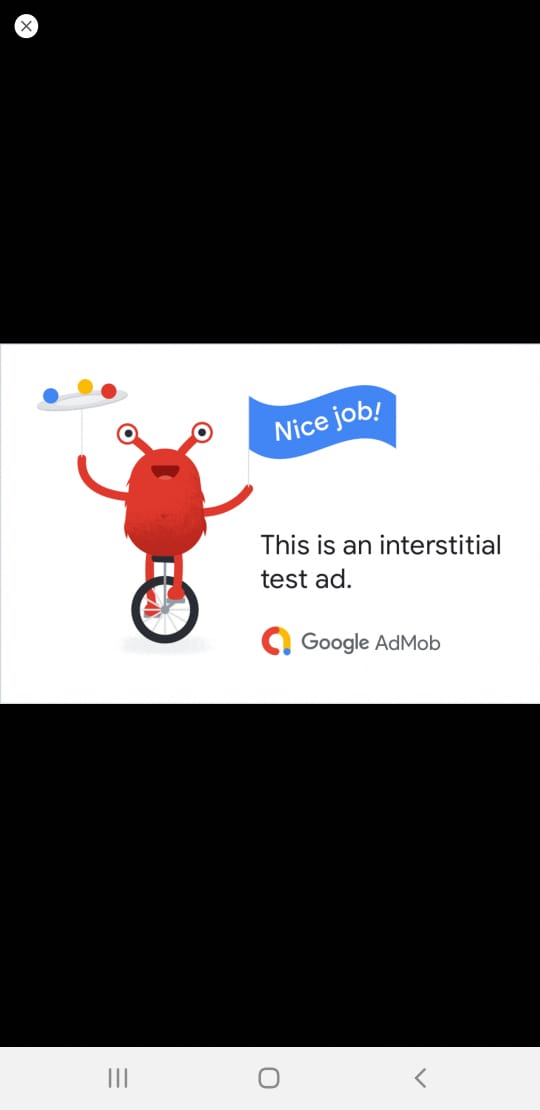 Nice job!
This is an interstitial
test ad.
Google AdMob